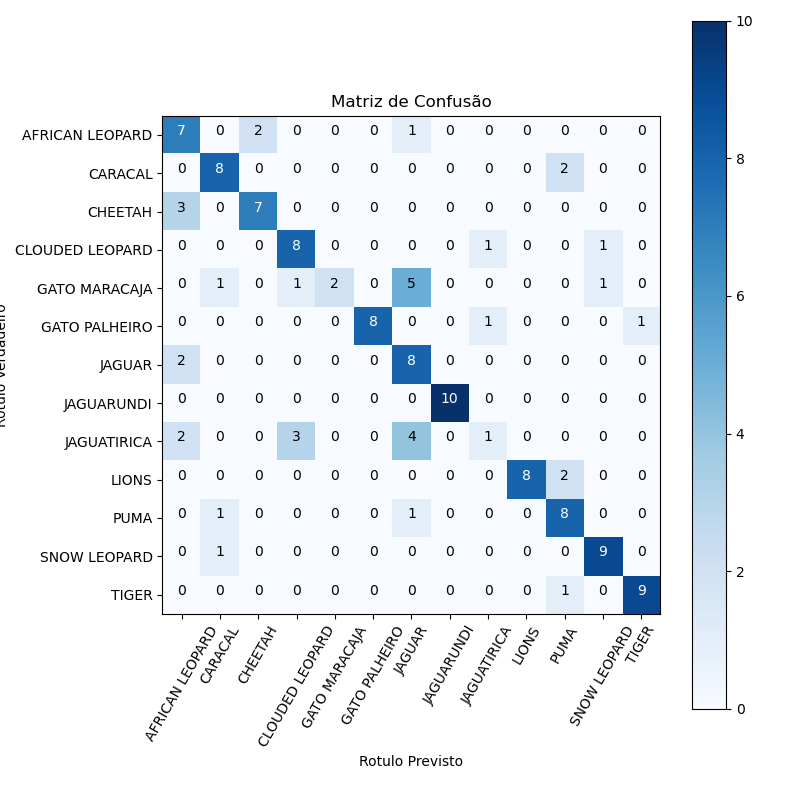 Matriz de Confusão
AFRICAN LEOPARD 7 0 2 0 0 0 1 0 0 0 0 0 0
CARACAL 0 8 0 0 0 0 0 0 0 0 2 0 0
CHEETAH 3 0 7 0 0 0 0 0 0 0 0 0 0
CLOUDED LEOPARD 0 0 0 8 0 0 0 0 1 0 0 1 0
GATO MARACAJA 0 1 0 1 2 0 5 0 0 0 0 1 0
GATO PALHEIRO 0 0 0 0 0 8 0 0 1 0 0 0 1
JAGUAR 2 0 0 0 0 0 8 0 0 0 0 0 0
JAGUARUNDI 0 0 0 0 0 0 0 10 0 0 0 0 0
JAGUATIRICA 2 0 0 3 0 0 4 0 1 0 0 0 0
LIONS 0 0 0 0 0 0 0 0 0 8 2 0 0
PUMA 0 1 0 0 0 0 1 0 0 0 8 0 0
SNOW LEOPARD 0 1 0 0 0 0 0 0 0 0 0 9 0
TIGER 0 0 0 0 0 0 0 0 0 0 1 0 9
AFRICAN LEOPARD
CARACAL
CHEETAH
CLOUDED LEOPARD
GATO MARACAJA
GATO PALHEIRO
JAGUAR
JAGUARUNDI
JAGUATIRICA
LIONS
PUMA
SNOW LEOPARD
TIGER
Rotulo Previsto
10
8
6
4
2
0